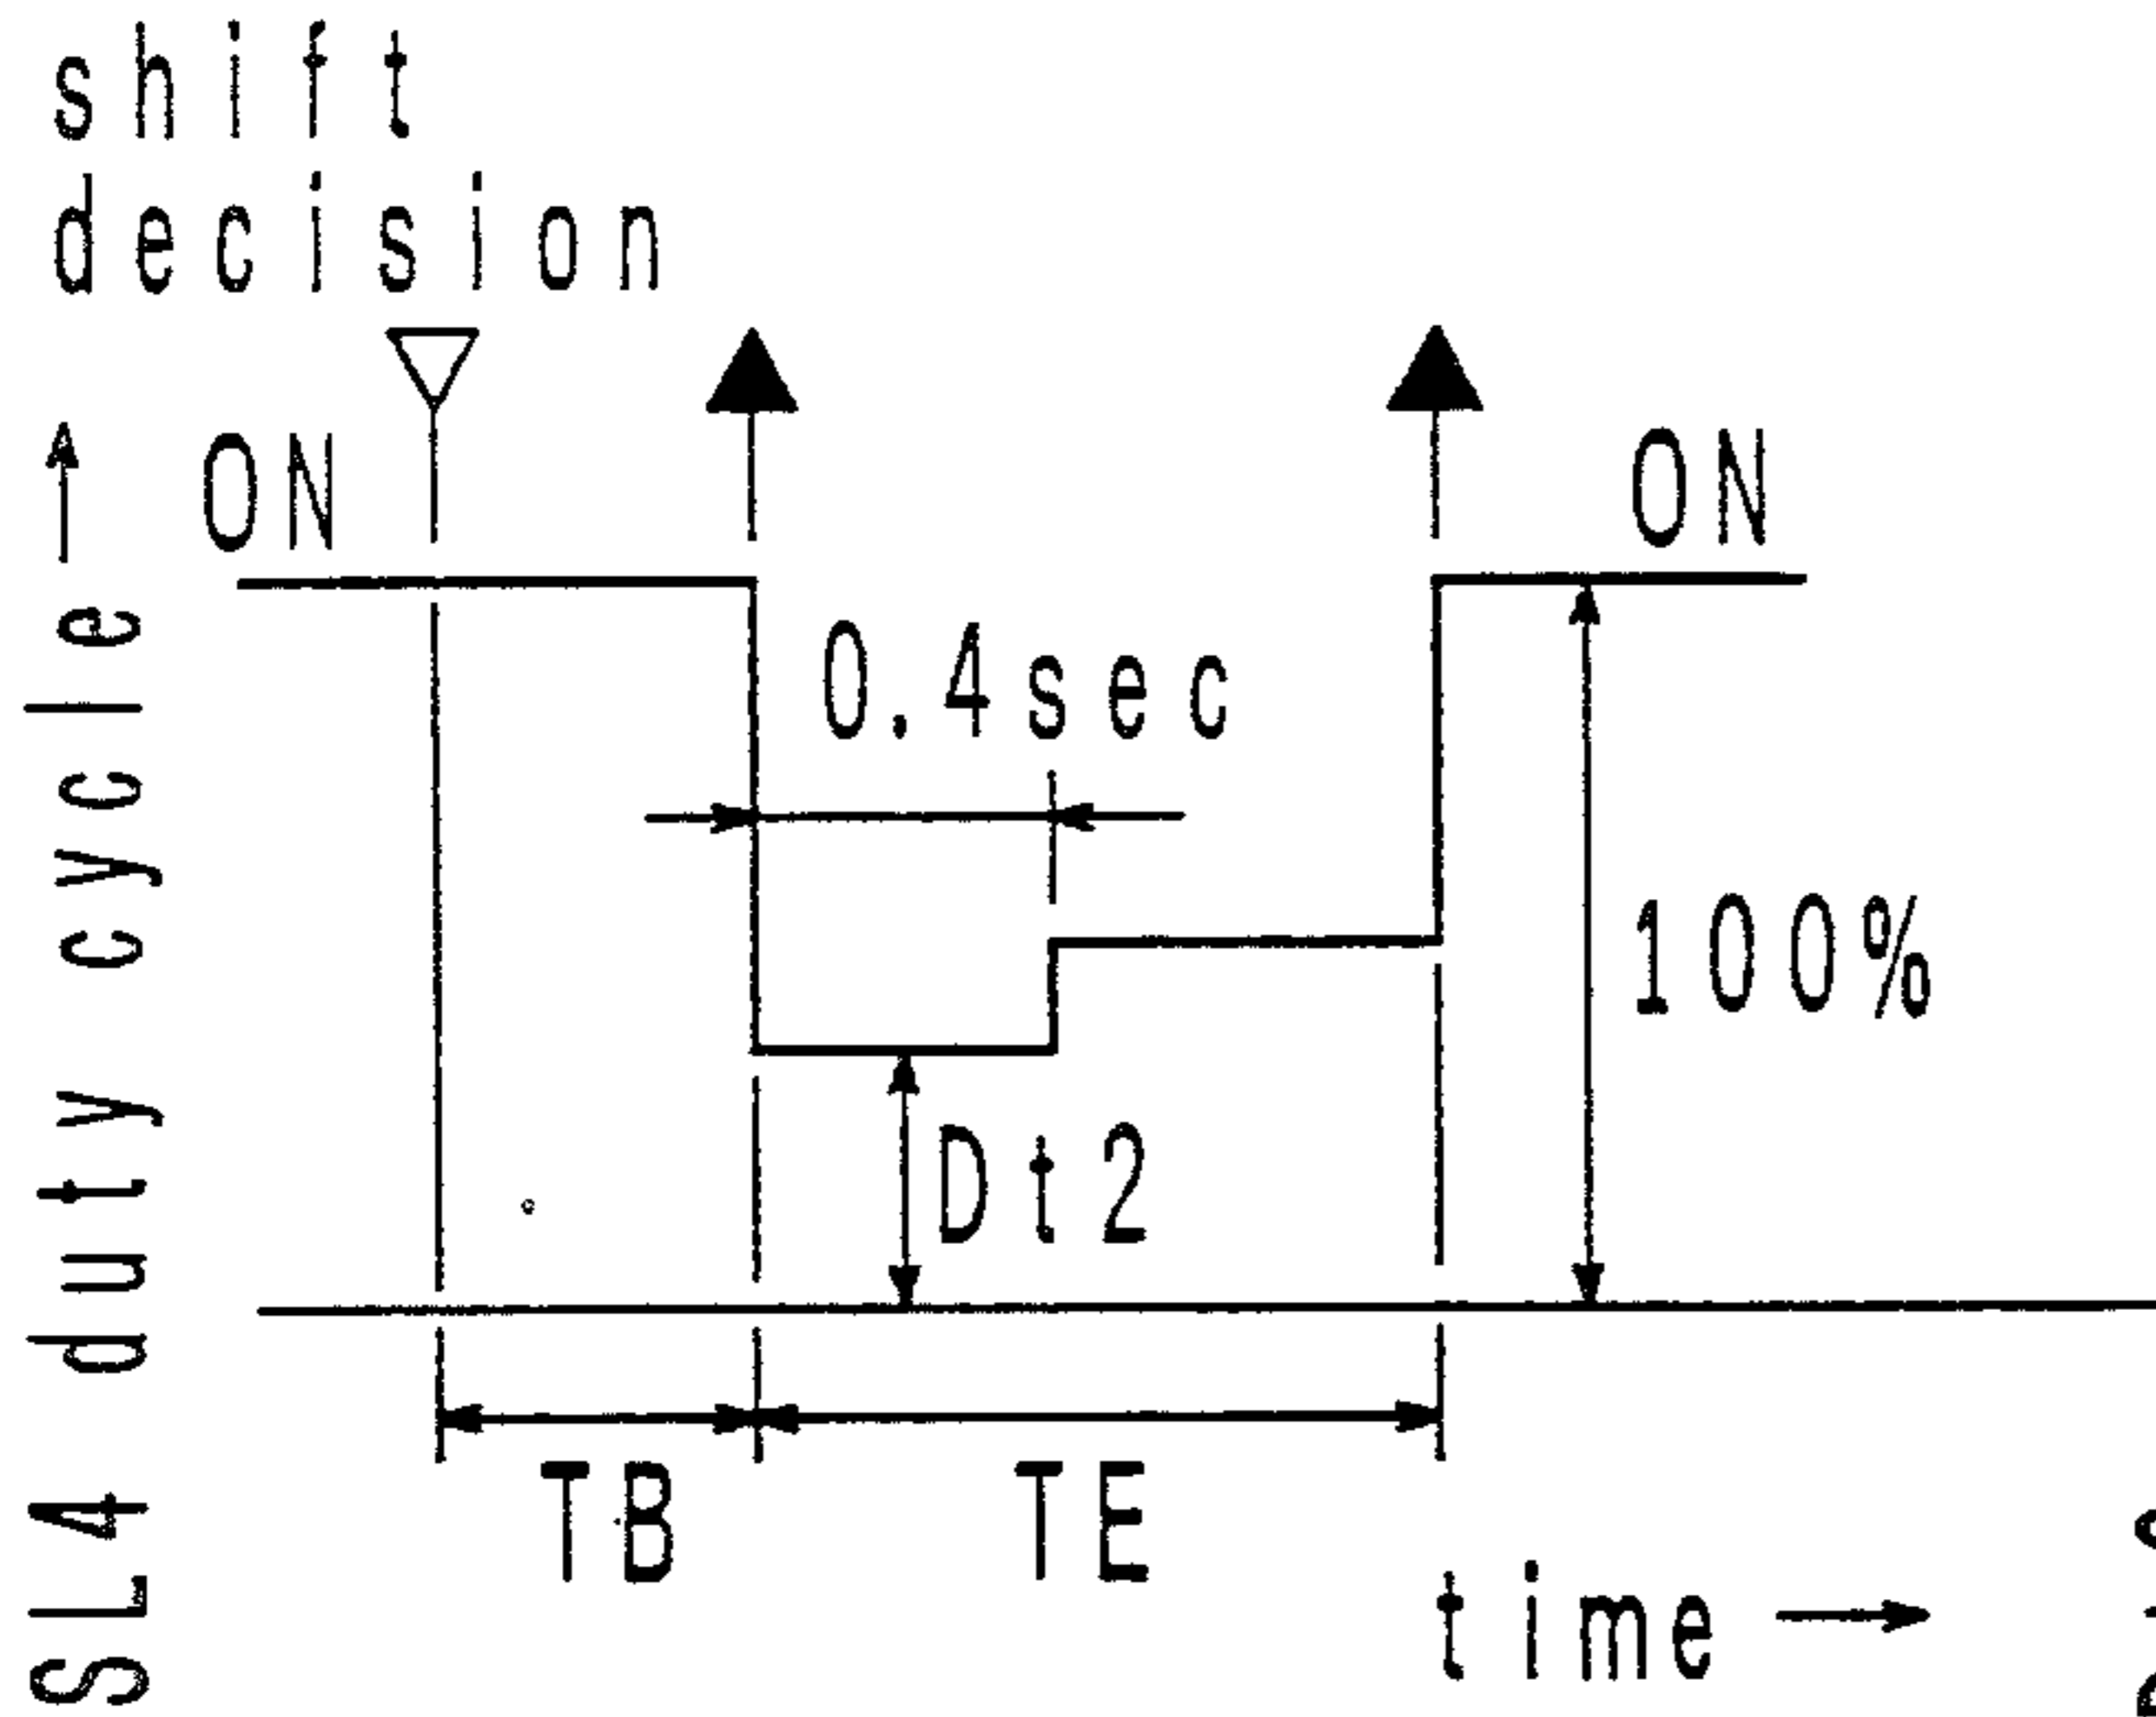 shift
decision
ON
ON
0.4sec
100%
Dt2
TB
TE
time
SL4 duty cycle